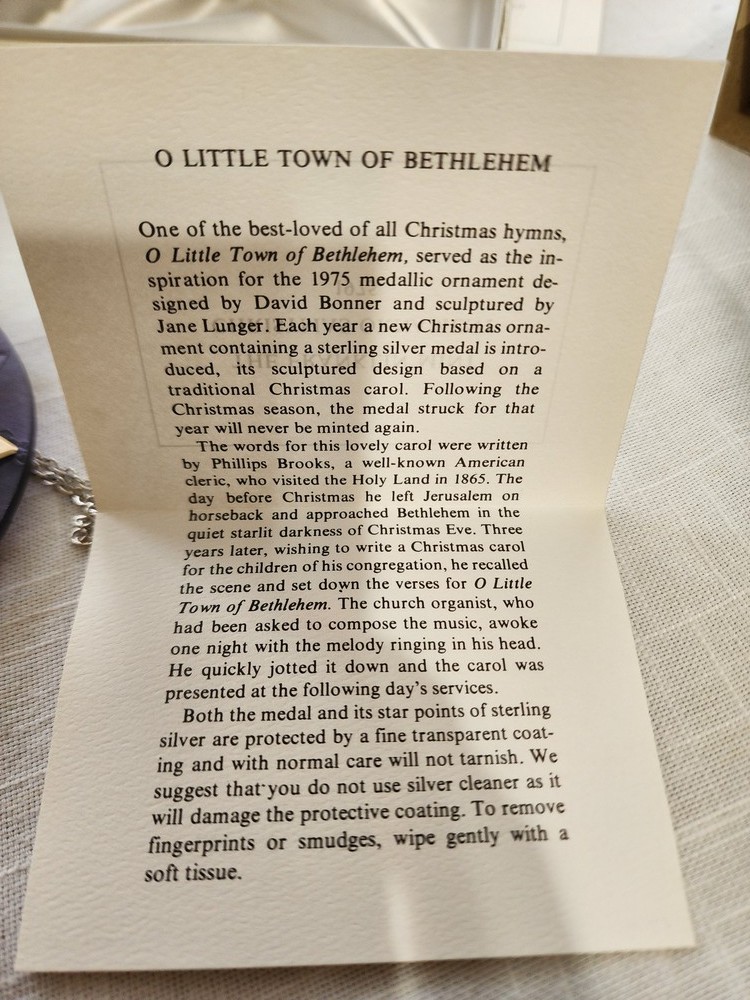 O LITTLE TOWN OF BETHLEHEM
One of the best-loved of all Christmas hymns,
O Little Town of Bethlehem, served as the in-
spiration for the 1975 medallic ornament de-
signed by David Bonner and sculptured by
Jane Lunger. Each year a new Christmas orna-
ment containing a sterling silver medal is intro-
duced, its sculptured design based on a
traditional Christmas carol. Following the
Christmas season, the medal struck for that
year will never be minted again.
The words for this lovely carol were written
by Phillips Brooks, a well-known American
cleric, who visited the Holy Land in 1865. The
day before Christmas he left Jerusalem on
horseback and approached Bethlehem in the
quiet starlit darkness of Christmas Eve. Three
years later, wishing to write a Christmas carol
for the children of his congregation, he recalled
the scene and set down the verses for O Little
Town of Bethlehem. The church organist, who
had been asked to compose the music, awoke
one night with the melody ringing in his head.
He quickly jotted it down and the carol was
presented at the following day's services.
Both the medal and its star points of sterling
silver are protected by a fine transparent coat-
ing and with normal care will not tarnish. We
suggest that you do not use silver cleaner as it
will damage the protective coating. To remove
fingerprints or smudges, wipe gently with a
soft tissue.